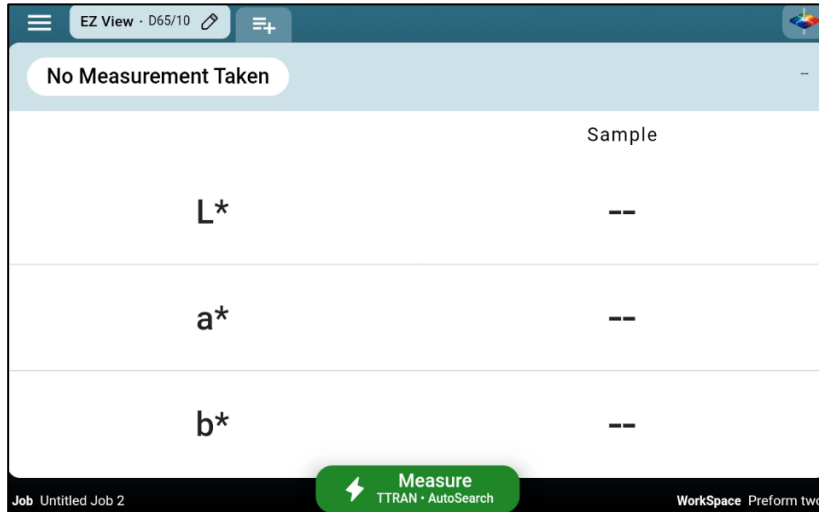 EZ View · D65/10
No Measurement Taken
--
Sample
L*
--
a*
--
b*
--
Measure
TTRAN • AutoSearch
Job Untitled Job 2
WorkSpace Preform two